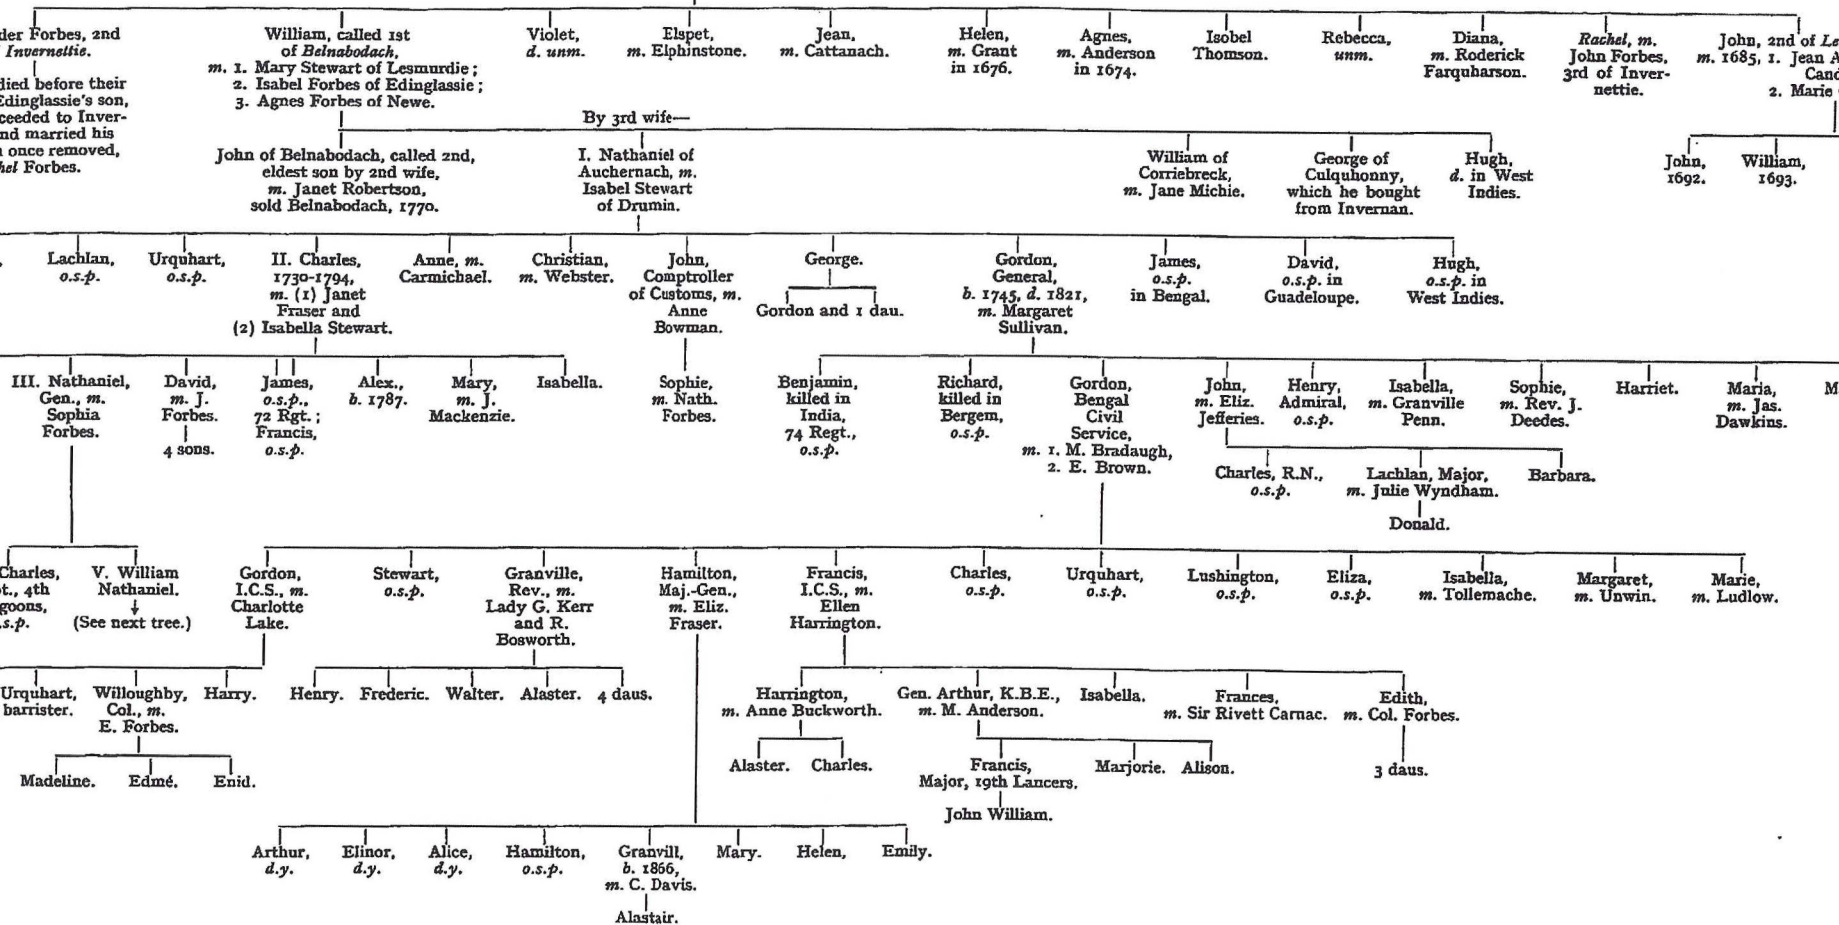 der Forbes, 2nd
Invernettie.
died before their
Edinglassie's son,
ceeded to Inver-
nd married his
once removed,
hel Forbes.
William, called 1st
of Belnabodach,
m. 1. Mary Stewart of Lesmurdie;
2. Isabel Forbes of Edinglassie;
3. Agnes Forbes of Newe.
Violet,
d. unm.
Elspet,
m. Elphinstone.
Jean,
m. Cattanach.
Helen,
m. Grant
in 1676.
Agnes,
m. Anderson
in 1674.
Isobel
Thomson.
Rebecca,
unm.
Diana,
m. Roderick
Farquharson.
Rachel, m.
John Forbes,
3rd of Inver-
nettie.
John, 2nd of Le
m. 1685, 1. Jean A
Cand
2. Marie
By 3rd wife—
John of Belnabodach, called 2nd,
eldest son by 2nd wife,
m. Janet Robertson,
sold Belnabodach, 1770.
I. Nathaniel of
Auchernach, m.
Isabel Stewart
of Drumin.
William of
Corriebreck,
m. Jane Michie.
George of
Culquhonny,
which he bought
from Invernan.
Hugh,
d. in West
Indies.
John,
1692.
William,
1693.
Lachlan,
o.s.p.
Urquhart,
o.s.p.
II. Charles,
1730-1794,
m. (1) Janet
Fraser and
(2) Isabella Stewart.
Anne, m.
Carmichael.
Christian,
m. Webster.
John,
Comptroller
of Customs, m.
Anne
Bowman.
George.
Gordon and 1 dau.
Gordon,
General,
b. 1745, d. 1821,
m. Margaret
Sullivan.
James,
o.s.p.
in Bengal.
David,
o.s.p. in
Guadeloupe.
Hugh,
o.s.p. in
West Indies.
III. Nathaniel,
Gen., m.
Sophia
Forbes.
David,
m. J.
Forbes.
4 sons.
James,
o.s.p.,
72 Rgt.;
Francis,
o.s.p.
Alex.,
b. 1787.
Mary,
m. J.
Mackenzie.
Isabella.
Sophie,
m. Nath.
Forbes.
Benjamin,
killed in
India,
74 Regt.,
o.s.p.
Richard,
killed in
Bergem,
o.s.p.
Gordon,
Bengal
Civil
Service,
m. 1. M. Bradaugh,
2. E. Brown.
John,
m. Eliz.
Jefferies.
Henry,
Admiral,
o.s.p.
Isabella,
m. Granville
Penn.
Sophie,
m. Rev. J.
Deedes.
Harriet.
Maria,
m. Jas.
Dawkins.
M
Charles, R.N.,
o.s.p.
Lachlan, Major,
m. Julie Wyndham.
Barbara.
Donald.
Charles,
t., 4th
goons,
.s.p.
V. William
Nathaniel.
(See next tree.)
Gordon,
I.C.S., m.
Charlotte
Lake.
Stewart,
o.s.p.
Granville,
Rev., m.
Lady G. Kerr
and R.
Bosworth.
Hamilton,
Maj.-Gen.,
m. Eliz.
Fraser.
Francis,
I.C.S., m.
Ellen
Harrington.
Charles,
o.s.p.
Urquhart,
o.s.p.
Lushington,
o.s.p.
Eliza,
o.s.p.
Isabella,
m. Tollemache.
Margaret,
m. Unwin.
Marie,
m. Ludlow.
Urquhart,
barrister.
Willoughby,
Col., m.
E. Forbes.
Harry.
Henry.
Frederic.
Walter.
Alaster.
4 daus.
Harrington,
m. Anne Buckworth.
Gen. Arthur, K.B.E.,
m. M. Anderson.
Isabella.
Frances,
m. Sir Rivett Carnac.
Edith,
m. Col. Forbes.
Madeline.
Edmé.
Enid.
Alaster.
Charles.
Francis,
Major, 19th Lancers.
Marjorie.
Alison.
3 daus.
John William.
Arthur,
d.y.
Elinor,
d.y.
Alice,
d.y.
Hamilton,
o.s.p.
Granvill,
b. 1866,
m. C. Davis.
Mary.
Helen,
Emily.
Alastair.